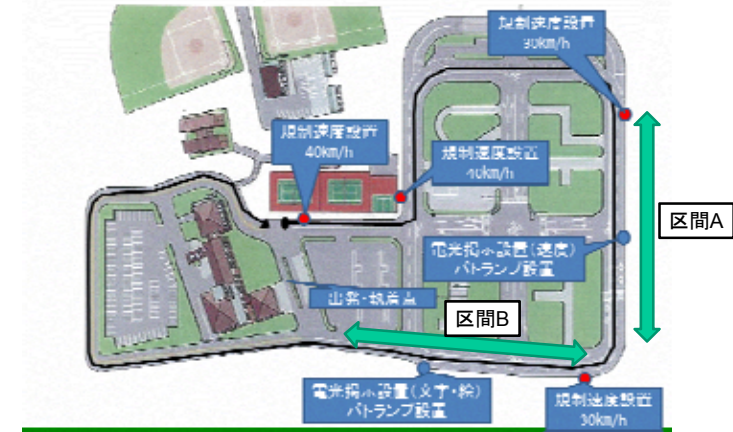 規制速度設置
30km/h
規制速度設置
40km/h
規制速度設置
40km/h
区間A
電光掲示設置(速度)
パトランプ設置
出発・執着点
区間B
電光掲示設置(文字・絵)
パトランプ設置
規制速度設置
30km/h